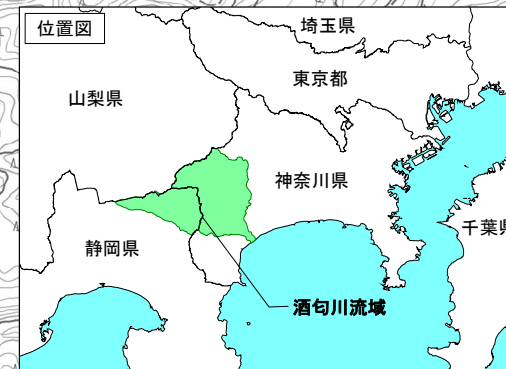 位置図
埼玉県
東京都
山梨県
神奈川県
千葉県
静岡県
酒匂川流域